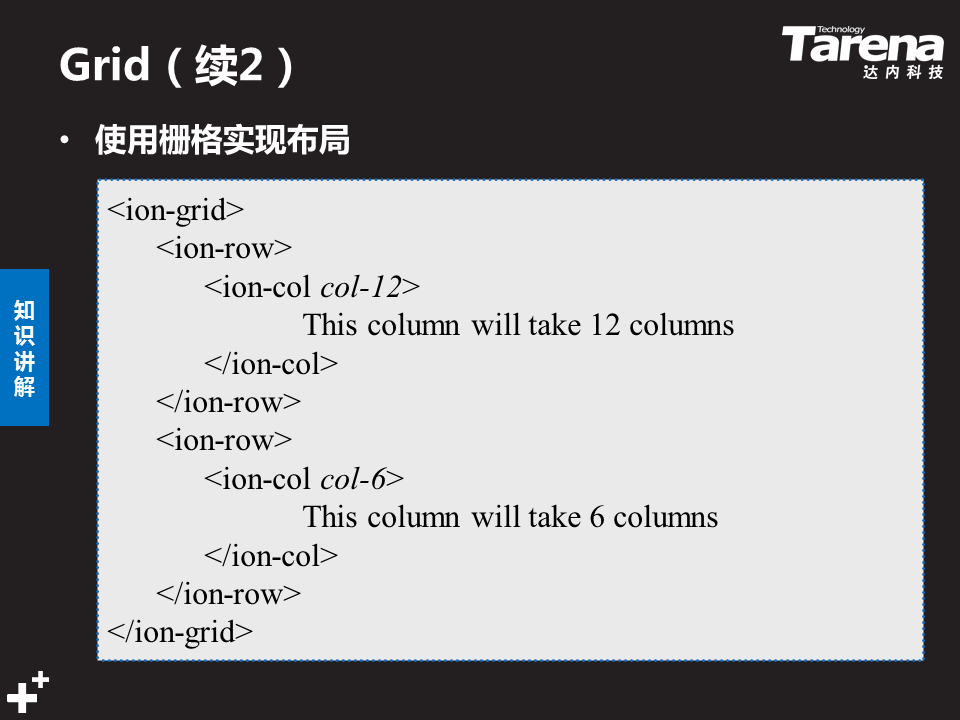 Grid（续2）
Technology
Tarena
达内科技
• 使用栅格实现布局
<ion-grid>
<ion-row>
<ion-col col-12>
This column will take 12 columns
</ion-col>
</ion-row>
<ion-row>
<ion-col col-6>
This column will take 6 columns
</ion-col>
</ion-row>
</ion-grid>
知识讲解